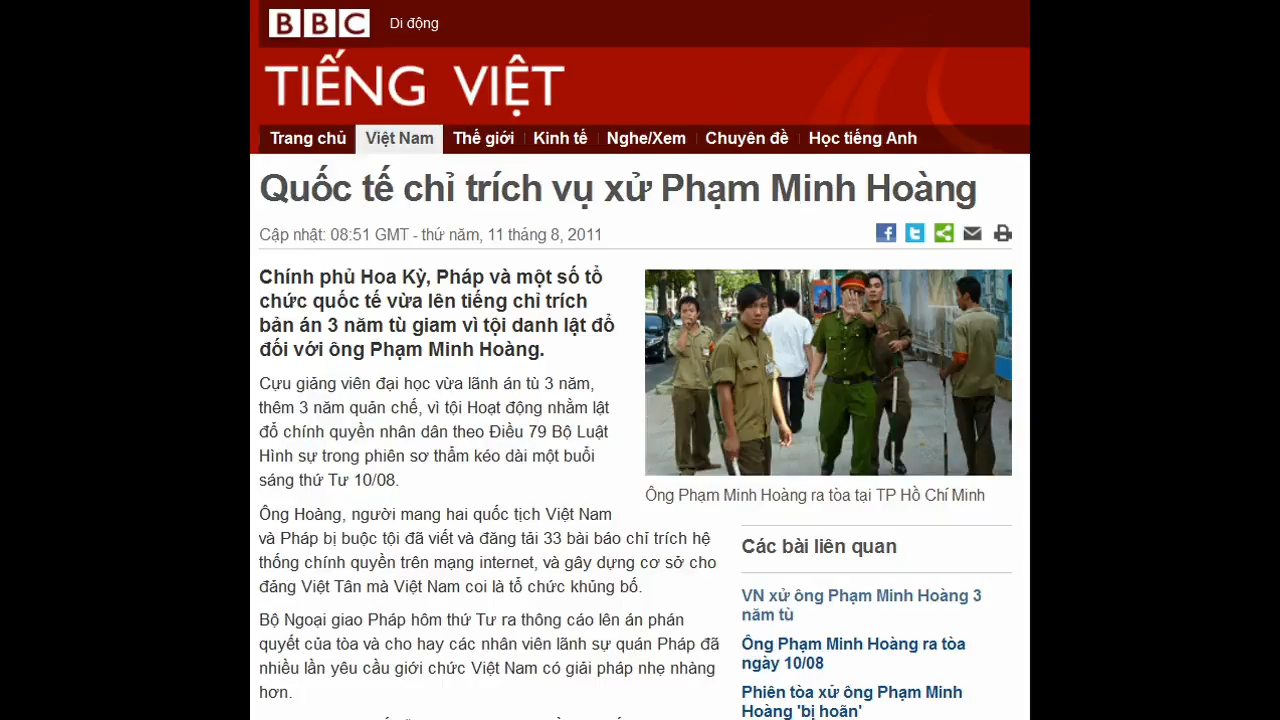 BBC Di động
TIẾNG VIỆT
Trang chủ Việt Nam Thế giới Kinh tế Nghe/Xem Chuyên đề Học tiếng Anh
Quốc tế chỉ trích vụ xử Phạm Minh Hoàng
Cập nhật: 08:51 GMT - thứ năm, 11 tháng 8, 2011
Chính phủ Hoa Kỳ, Pháp và một số tổ
chức quốc tế vừa lên tiếng chỉ trích
bản án 3 năm tù giam vì tội danh lật đổ
đối với ông Phạm Minh Hoàng.
Cựu giảng viên đại học vừa lãnh án tù 3 năm,
thêm 3 năm quản chế, vì tội Hoạt động nhằm lật
đổ chính quyền nhân dân theo Điều 79 Bộ Luật
Hình sự trong phiên sơ thẩm kéo dài một buổi
sáng thứ Tư 10/08.
Ông Hoàng, người mang hai quốc tịch Việt Nam
và Pháp bị buộc tội đã viết và đăng tải 33 bài báo chỉ trích hệ
thống chính quyền trên mạng internet, và gây dựng cơ sở cho
đảng Việt Tân mà Việt Nam coi là tổ chức khủng bố.
Bộ Ngoại giao Pháp hôm thứ Tư ra thông cáo lên án phán
quyết của tòa và cho hay các nhân viên lãnh sự quán Pháp đã
nhiều lần yêu cầu giới chức Việt Nam có giải pháp nhẹ nhàng
hơn.
Ông Phạm Minh Hoàng ra tòa tại TP Hồ Chí Minh
Các bài liên quan
VN xử ông Phạm Minh Hoàng 3
năm tù
Ông Phạm Minh Hoàng ra tòa
ngày 10/08
Phiên tòa xử ông Phạm Minh
Hoàng 'bị hoãn'